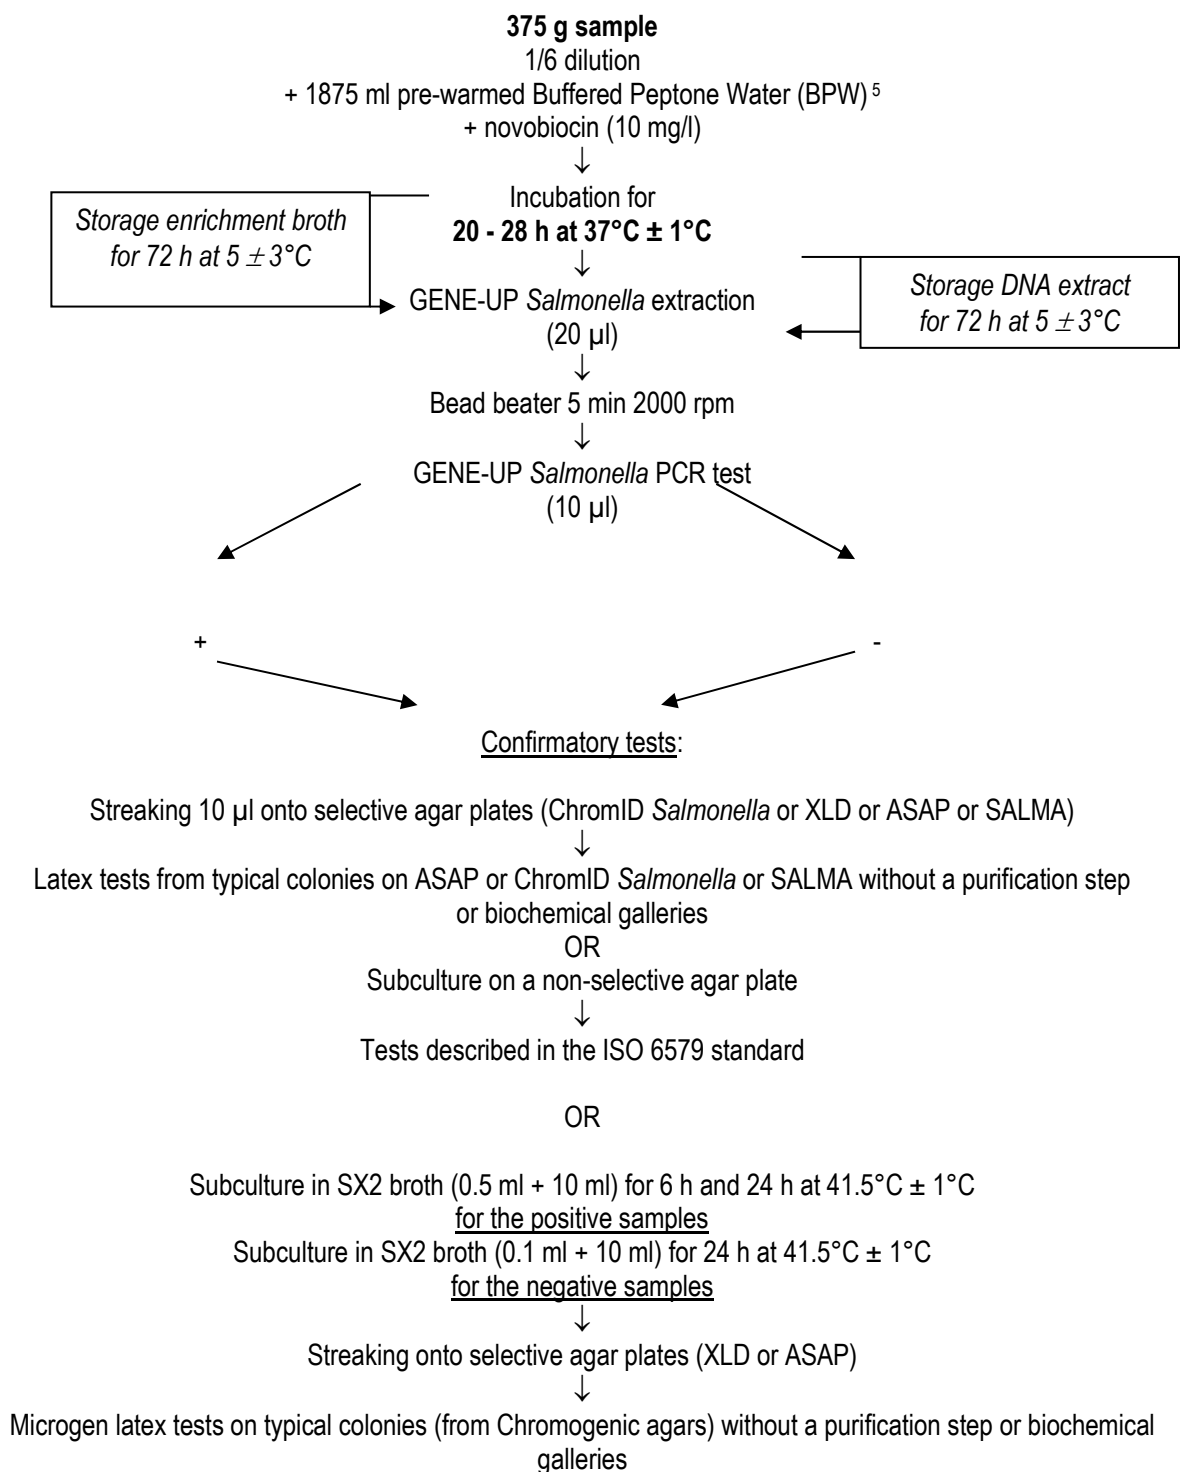 375 g sample
1/6 dilution
+ 1875 ml pre-warmed Buffered Peptone Water (BPW) 5
+ novobiocin (10 mg/l)
↓
Incubation for
20 - 28 h at 37°C ± 1°C
Storage enrichment broth
for 72 h at 5 ± 3°C
↓
GENE-UP Salmonella extraction
(20 µl)
Storage DNA extract
for 72 h at 5 ± 3°C
↓
Bead beater 5 min 2000 rpm
↓
GENE-UP Salmonella PCR test
(10 µl)
+
-
Confirmatory tests:
Streaking 10 µl onto selective agar plates (ChromID Salmonella or XLD or ASAP or SALMA)
↓
Latex tests from typical colonies on ASAP or ChromID Salmonella or SALMA without a purification step
or biochemical galleries
OR
Subculture on a non-selective agar plate
↓
Tests described in the ISO 6579 standard
OR
Subculture in SX2 broth (0.5 ml + 10 ml) for 6 h and 24 h at 41.5°C ± 1°C
for the positive samples
Subculture in SX2 broth (0.1 ml + 10 ml) for 24 h at 41.5°C ± 1°C
for the negative samples
↓
Streaking onto selective agar plates (XLD or ASAP)
↓
Microgen latex tests on typical colonies (from Chromogenic agars) without a purification step or biochemical
galleries